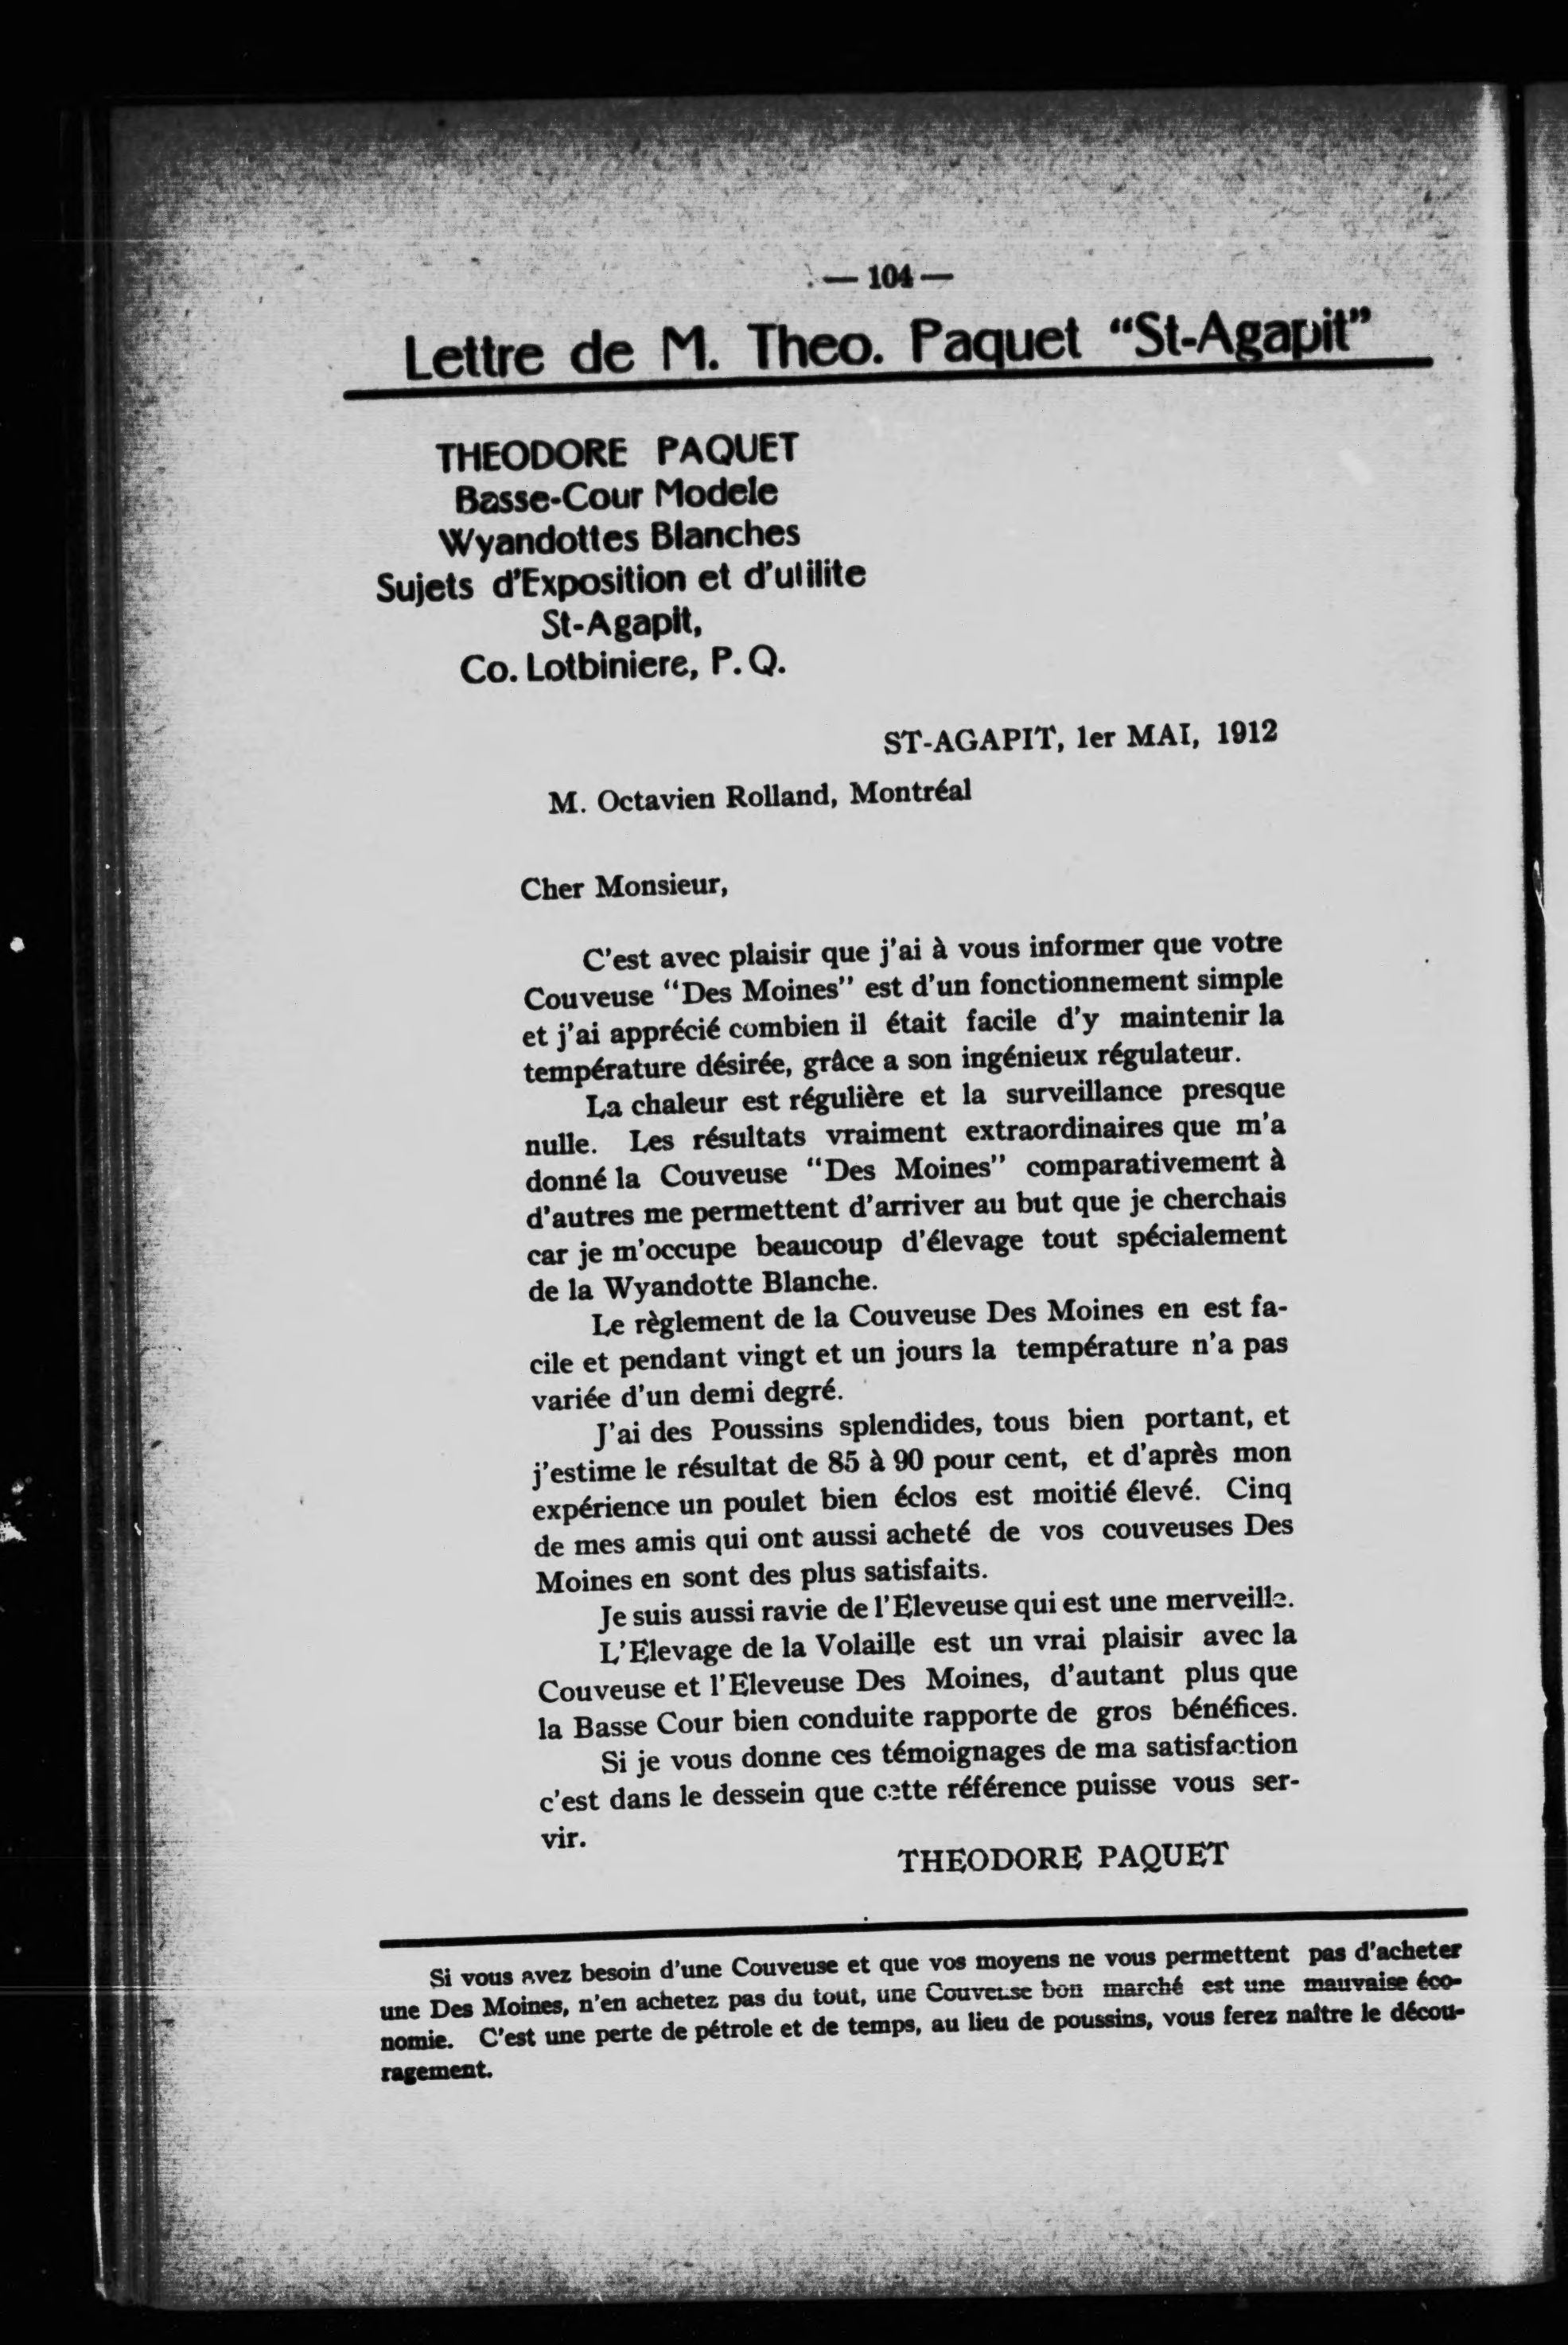 — 104 —
Lettre de M. Theo. Paquet “St-Agapit”
THEODORE PAQUET
Basse-Cour Modele
Wyandottes Blanches
Sujets d'Exposition et d'utilite
St-Agapit,
Co. Lotbiniere, P. Q.
ST-AGAPIT, 1er MAI, 1912
M. Octavien Rolland, Montréal
Cher Monsieur,
C'est avec plaisir que j'ai à vous informer que votre
Couveuse “Des Moines” est d'un fonctionnement simple
et j'ai apprécié combien il était facile d'y maintenir la
température désirée, grâce a son ingénieux régulateur.
La chaleur est régulière et la surveillance presque
nulle. Les résultats vraiment extraordinaires que m'a
donné la Couveuse “Des Moines” comparativement à
d'autres me permettent d'arriver au but que je cherchais
car je m'occupe beaucoup d'élevage tout spécialement
de la Wyandotte Blanche.
Le règlement de la Couveuse Des Moines en est fa-
cile et pendant vingt et un jours la température n'a pas
variée d'un demi degré.
J'ai des Poussins splendides, tous bien portant, et
j'estime le résultat de 85 à 90 pour cent, et d'après mon
expérience un poulet bien éclos est moitié élevé. Cinq
de mes amis qui ont aussi acheté de vos couveuses Des
Moines en sont des plus satisfaits.
Je suis aussi ravie de l'Eleveuse qui est une merveille.
L'Elevage de la Volaille est un vrai plaisir avec la
Couveuse et l'Eleveuse Des Moines, d'autant plus que
la Basse Cour bien conduite rapporte de gros bénéfices.
Si je vous donne ces témoignages de ma satisfaction
c'est dans le dessein que cette référence puisse vous ser-
vir.
THEODORE PAQUET
Si vous avez besoin d'une Couveuse et que vos moyens ne vous permettent pas d'acheter
une Des Moines, n'en achetez pas du tout, une Couveuse bon marché est une mauvaise éco-
nomie. C'est une perte de pétrole et de temps, au lieu de poussins, vous ferez naître le décou-
ragement.